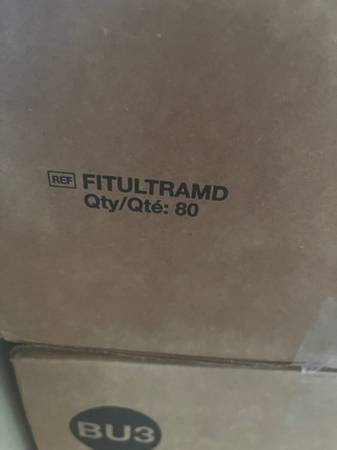 REF FITULTRAMD
Qty/Qté: 80
BU3